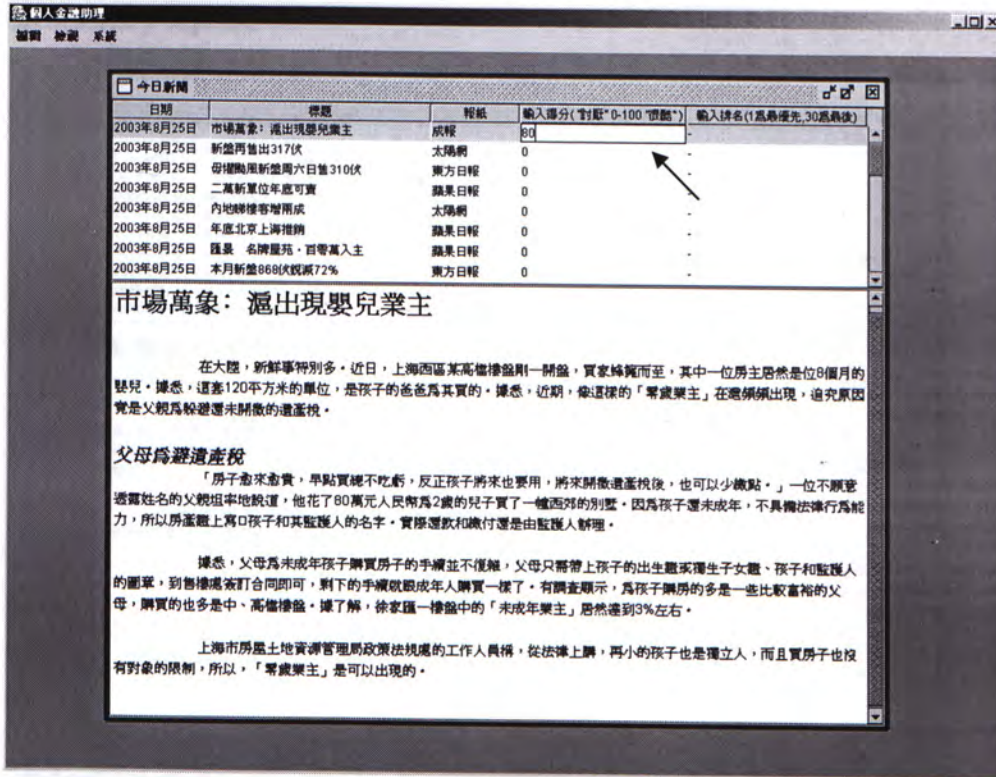 個人金融助理
編輯 檢視 系統
今日新聞
日期 標題 報紙 輸入得分("討厭" 0-100 "喜歡") 輸入排名(1爲最優先,30爲最後)
2003年8月25日 市場萬象: 滬出現嬰兒業主 成報 80 -
2003年8月25日 新盤再售出317伙 太陽網 0 -
2003年8月25日 毋懼颱風新盤周六日售310伙 東方日報 0 -
2003年8月25日 二萬新單位年底可賣 蘋果日報 0 -
2003年8月25日 內地睇樓客增兩成 太陽網 0 -
2003年8月25日 年底北京上海推銷 蘋果日報 0 -
2003年8月25日 匯景 名牌屋苑‧百零萬入主 蘋果日報 0 -
2003年8月25日 本月新盤868伙銳減72% 東方日報 0 -
市場萬象: 滬出現嬰兒業主
在大陸,新鮮事特別多‧近日,上海西區某高檔樓盤剛一開盤,買家蜂擁而至,其中一位房主居然是位8個月的
嬰兒‧據悉,這套120平方米的單位,是孩子的爸爸爲其買的‧據悉,近期,像這樣的「零歲業主」在滬頻頻出現,追究原因
竟是父親爲躲避還未開徵的遺產稅‧
父母爲避遺產稅
「房子愈來愈貴,早點買總不吃虧,反正孩子將來也要用,將來開徵遺產稅後,也可以少繳點‧」一位不願意
透露姓名的父親坦率地說道,他花了80萬元人民幣爲2歲的兒子買了一幢西郊的別墅‧因爲孩子還未成年,不具備法律行爲能
力,所以房產證上寫口孩子和其監護人的名字‧實際還款和繳付還是由監護人辦理‧
據悉,父母爲未成年孩子購買房子的手續並不復雜,父母只需帶上孩子的出生證或獨生子女證、孩子和監護人
的圖章,到售樓處簽訂合同即可,剩下的手續就跟成年人購買一樣了‧有調查顯示,爲孩子購房的多是一些比較富裕的父
母,購買的也多是中、高檔樓盤‧據了解,徐家匯一樓盤中的「未成年業主」居然達到3%左右‧
上海市房屋土地資源管理局政策法規處的工作人員稱,從法律上講,再小的孩子也是獨立人,而且買房子也沒
有對象的限制,所以,「零歲業主」是可以出現的‧